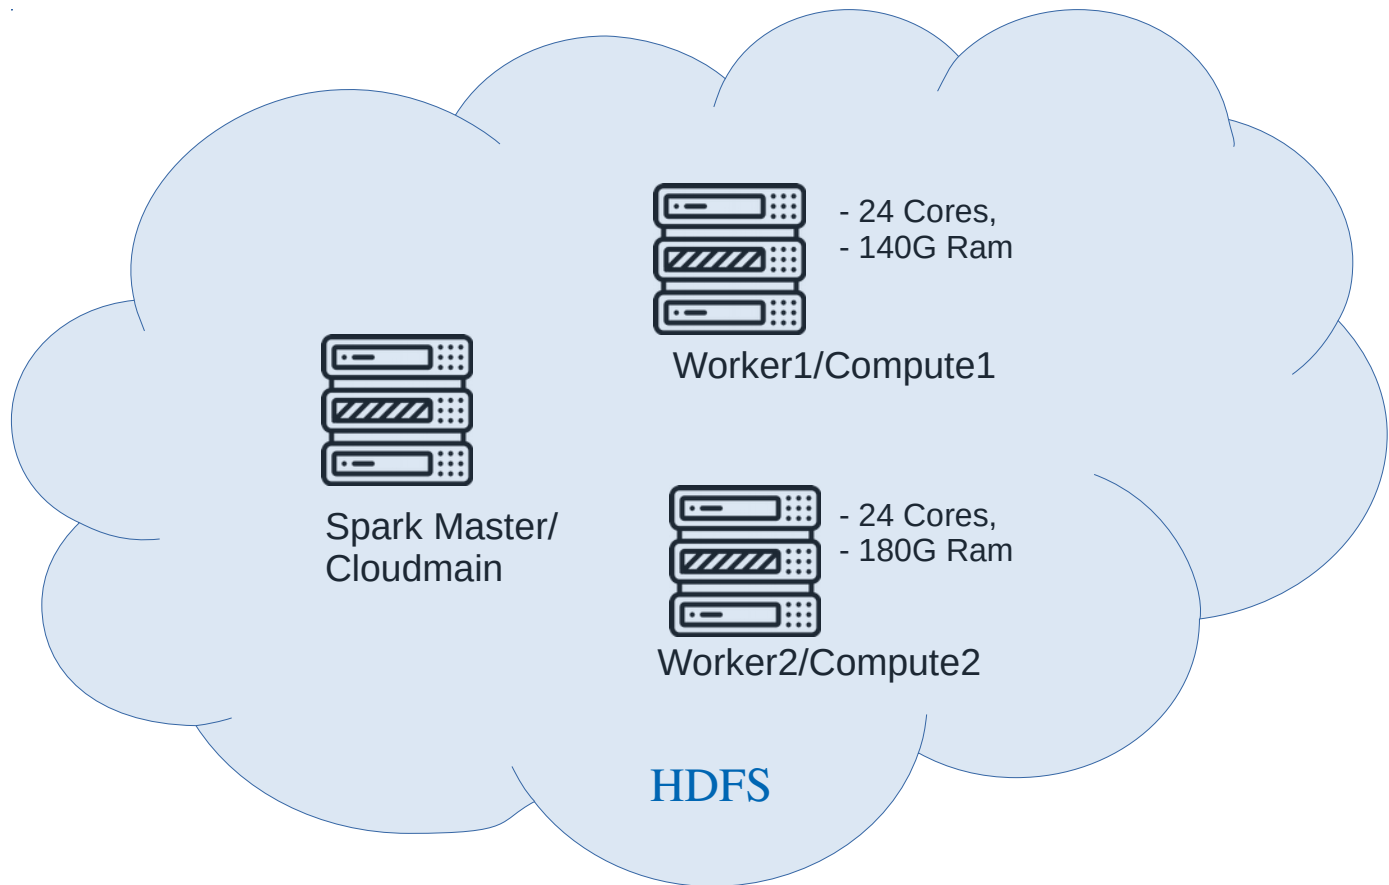 - 24 Cores,
- 140G Ram
Worker1/Compute1
Spark Master/
Cloudmain
- 24 Cores,
- 180G Ram
Worker2/Compute2
HDFS